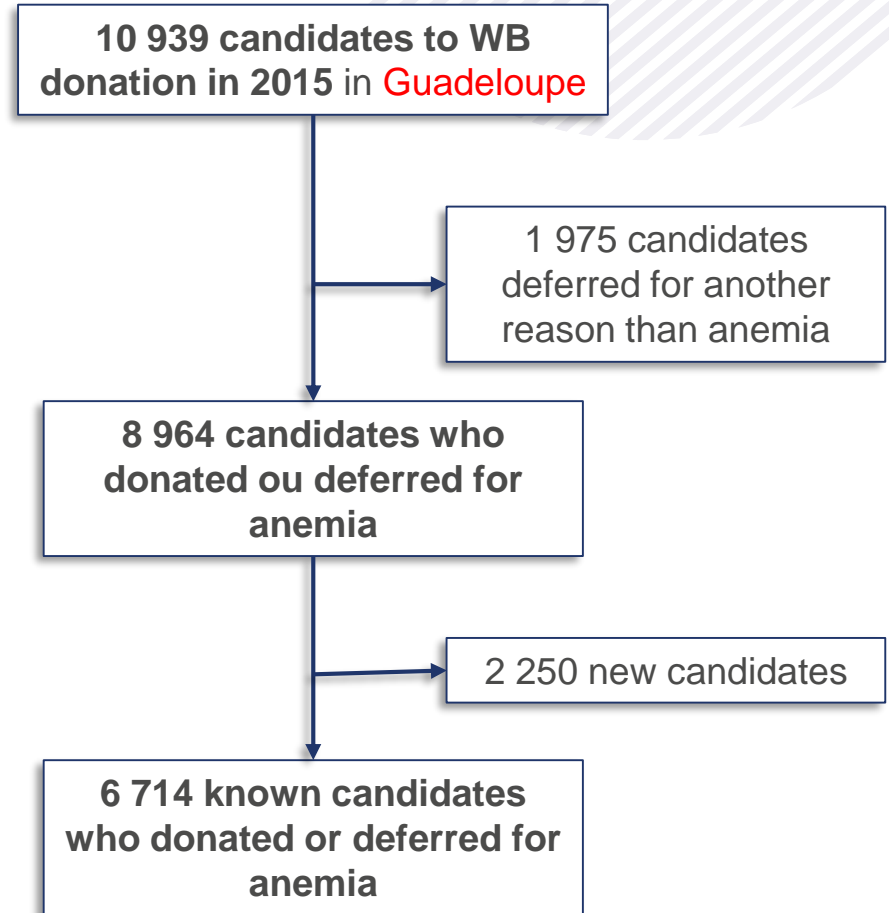 10 939 candidates to WB
donation in 2015 in Guadeloupe
1 975 candidates
deferred for another
reason than anemia
8 964 candidates who
donated ou deferred for
anemia
2 250 new candidates
6 714 known candidates
who donated or deferred for
anemia